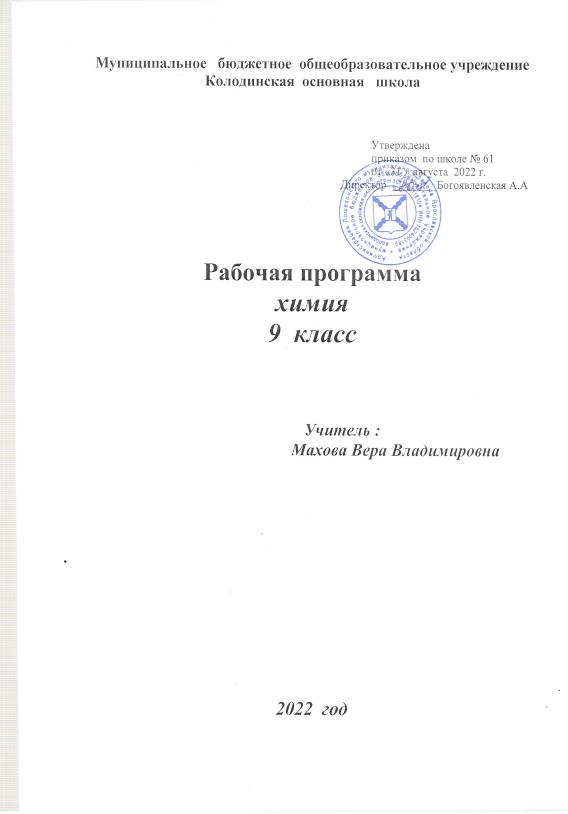 Муниципальное бюджетное общеобразовательное учреждение
Колодинская основная школа
Утверждена
приказом по школе № 61
августа 2022 г.
Директор Богоявленская А.А
Рабочая программа
химия
9 класс
Учитель :
Махова Вера Владимировна
2022 год